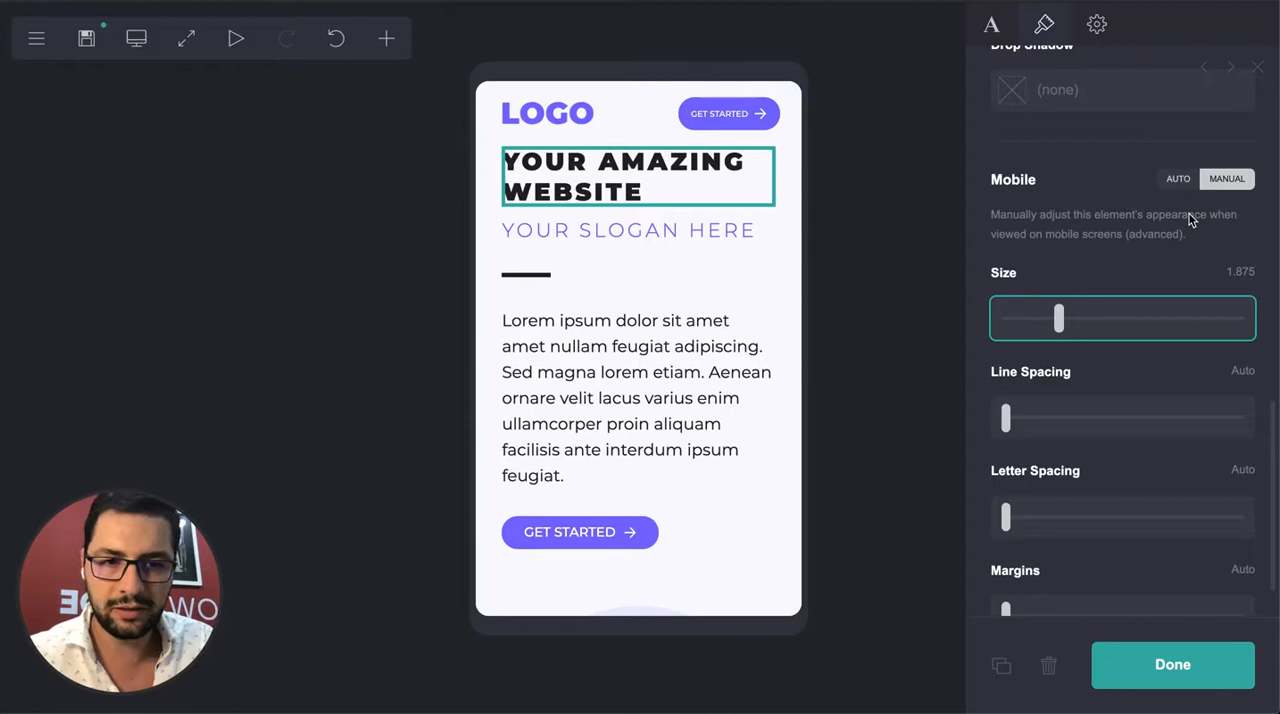 A
Drop Shadow
(none)
LOGO
GET STARTED
YOUR AMAZING
WEBSITE
YOUR SLOGAN HERE
Lorem ipsum dolor sit amet
amet nullam feugiat adipiscing.
Sed magna lorem etiam. Aenean
ornare velit lacus varius enim
ullamcorper proin aliquam
facilisis ante interdum ipsum
feugiat.
GET STARTED
Mobile
AUTO MANUAL
Manually adjust this element's appearance when
viewed on mobile screens (advanced).
Size 1.875
Line Spacing Auto
Letter Spacing Auto
Margins Auto
Done